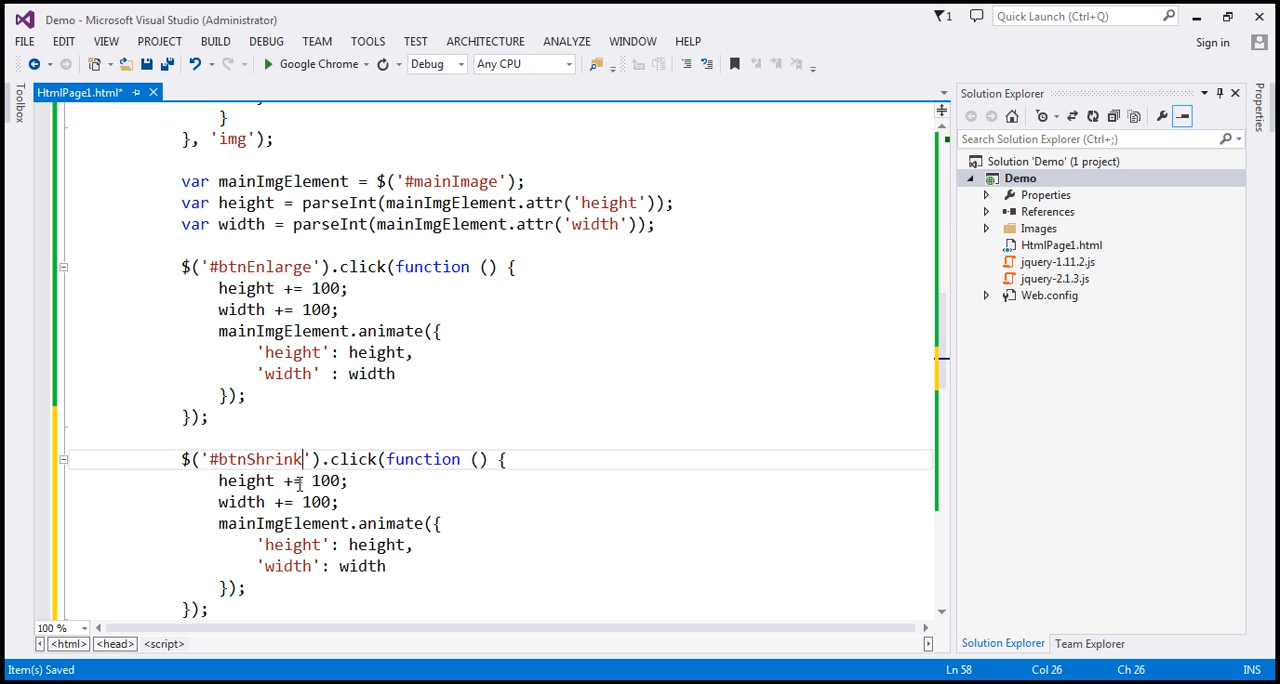 Demo - Microsoft Visual Studio (Administrator)
1
Quick Launch (Ctrl+Q)
FILE EDIT VIEW PROJECT BUILD DEBUG TEAM TOOLS TEST ARCHITECTURE ANALYZE WINDOW HELP
Sign in
Google Chrome Debug Any CPU
Toolbox
HtmlPage1.html*
}
}, 'img');
var mainImgElement = $('#mainImage');
var height = parseInt(mainImgElement.attr('height'));
var width = parseInt(mainImgElement.attr('width'));
$('#btnEnlarge').click(function () {
height += 100;
width += 100;
mainImgElement.animate({
'height': height,
'width' : width
});
});
$('#btnShrink').click(function () {
height += 100;
width += 100;
mainImgElement.animate({
'height': height,
'width': width
});
});
100 %
<html> <head> <script>
Solution Explorer
Search Solution Explorer (Ctrl+;)
Solution 'Demo' (1 project)
Demo
Properties
References
Images
HtmlPage1.html
jquery-1.11.2.js
jquery-2.1.3.js
Web.config
Solution Explorer Team Explorer
Properties
Item(s) Saved Ln 58 Col 26 Ch 26 INS